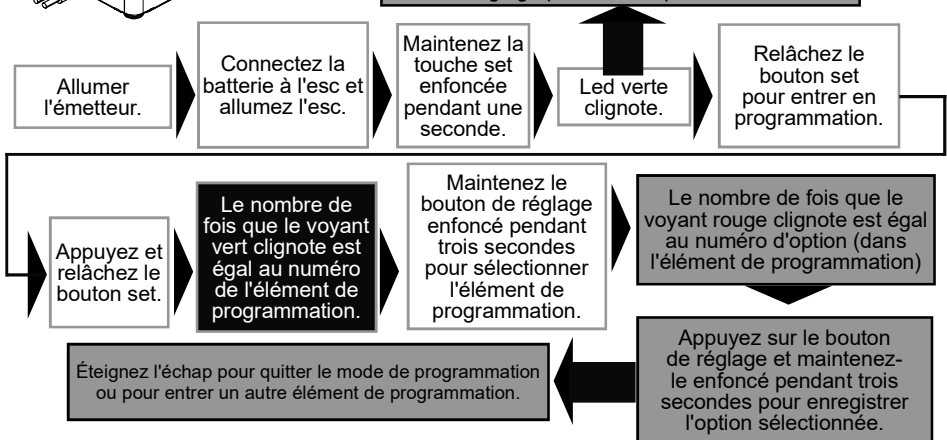 Allumer
l'émetteur.
Connectez la
batterie à l'esc et
allumez l'esc.
Maintenez la
touche set
enfoncée
pendant une
seconde.
Led verte
clignote.
Relâchez le
bouton set
pour entrer en
programmation.
Appuyez et
relâchez le
bouton set.
Le nombre de
fois que le voyant
vert clignote est
égal au numéro
de l'élément de
programmation.
Maintenez le
bouton de réglage
enfoncé pendant
trois secondes
pour sélectionner
l'élément de
programmation.
Le nombre de fois que le
voyant rouge clignote est égal
au numéro d'option (dans
l'élément de programmation)
Appuyez sur le bouton
de réglage et maintenez-
le enfoncé pendant trois
secondes pour enregistrer
l'option sélectionnée.
Éteignez l'échap pour quitter le mode de programmation
ou pour entrer un autre élément de programmation.